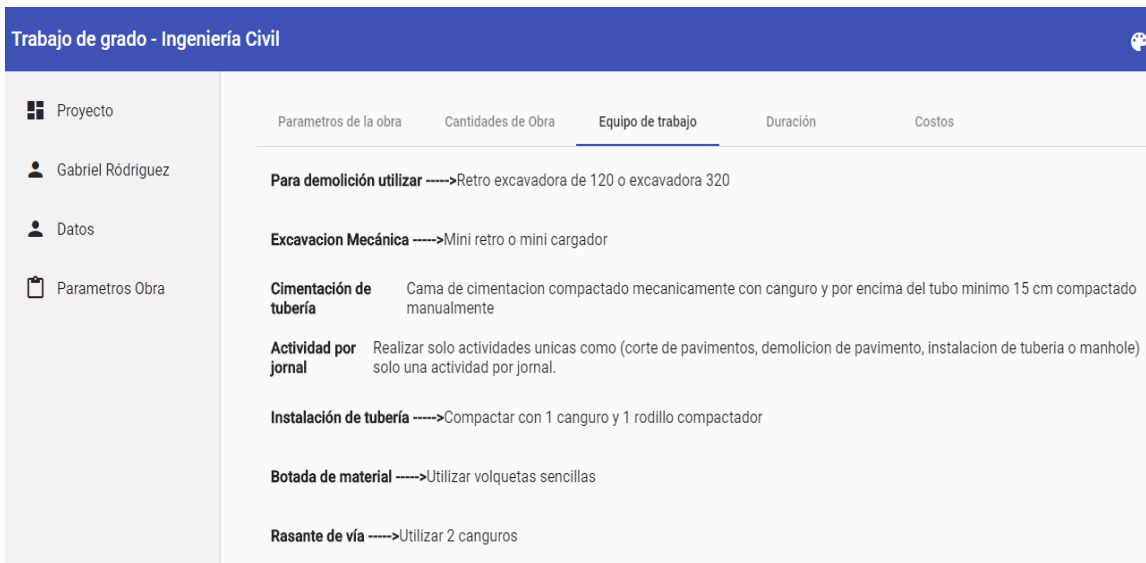 Trabajo de grado - Ingeniería Civil
Proyecto
Gabriel Ródriguez
Datos
Parametros Obra
Parametros de la obra
Cantidades de Obra
Equipo de trabajo
Duración
Costos
Para demolición utilizar ----->Retro excavadora de 120 o excavadora 320
Excavacion Mecánica ----->Mini retro o mini cargador
Cimentación de
tubería
Cama de cimentacion compactado mecanicamente con canguro y por encima del tubo minimo 15 cm compactado
manualmente
Actividad por
jornal
Realizar solo actividades unicas como (corte de pavimentos, demolicion de pavimento, instalacion de tuberia o manhole)
solo una actividad por jornal.
Instalación de tubería ----->Compactar con 1 canguro y 1 rodillo compactador
Botada de material ----->Utilizar volquetas sencillas
Rasante de vía ----->Utilizar 2 canguros